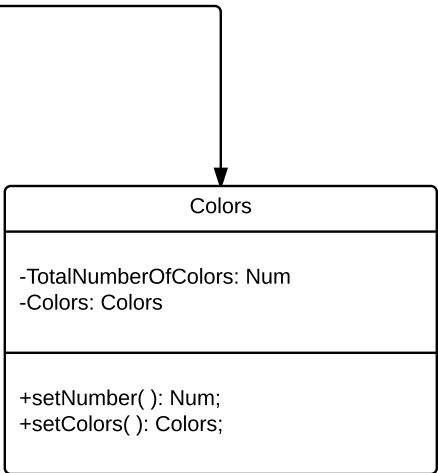 Colors
-TotalNumberOfColors: Num
-Colors: Colors
+setNumber( ): Num;
+setColors( ): Colors;